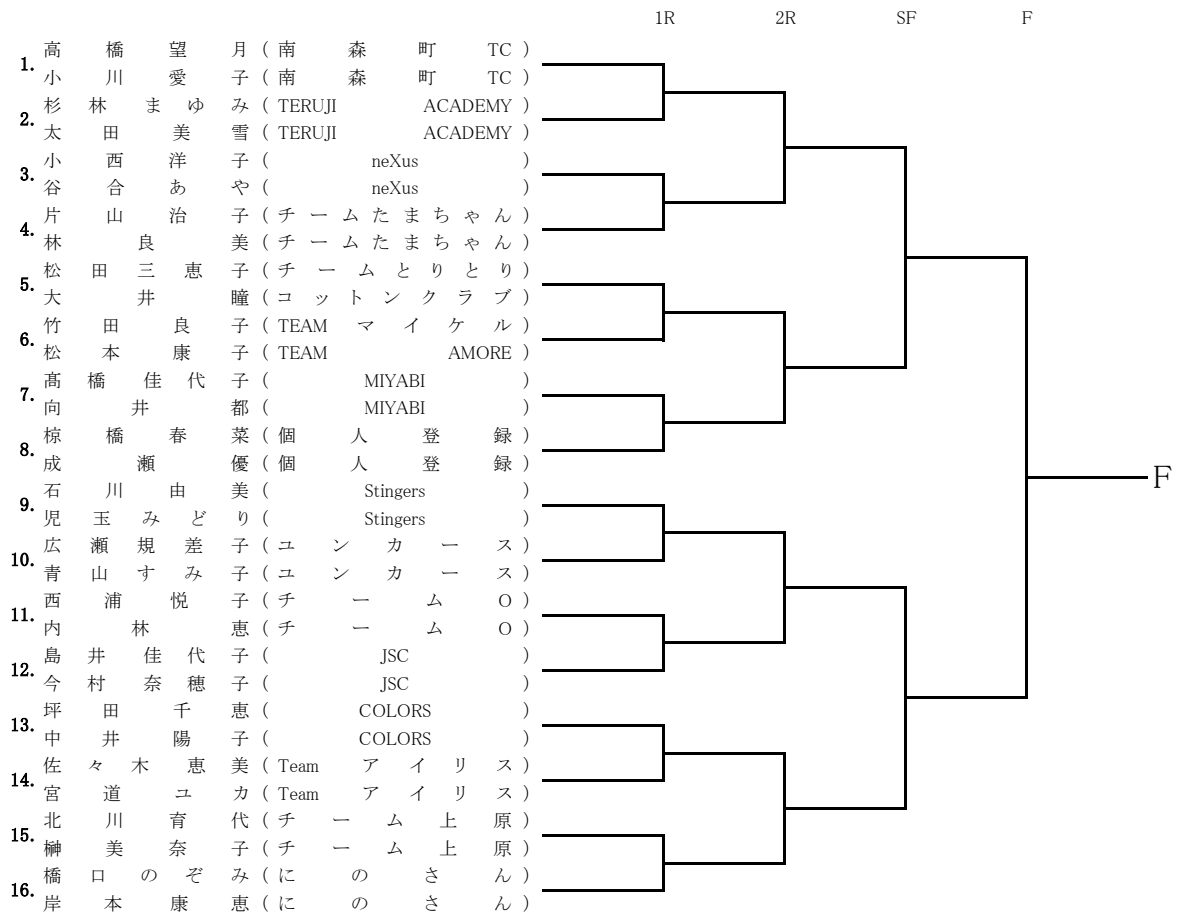 1R 2R SF F
高橋望月(南森町TC)
1.
小川愛子(南森町TC)
杉林まゆみ(TERUJI ACADEMY)
2.
太田美雪(TERUJI ACADEMY)
小西洋子(neXus)
3.
谷合あや(neXus)
片山治子(チームたまちゃん)
4.
林良美(チームたまちゃん)
松田三恵子(チームとりとり)
5.
大井瞳(コットンクラブ)
竹田良子(TEAMマイケル)
6.
松本康子(TEAM AMORE)
髙橋佳代子(MIYABI)
7.
向井都(MIYABI)
椋橋春菜(個人登録)
8.
成瀬優(個人登録)
石川由美(Stingers)
F
9.
児玉みどり(Stingers)
広瀬規差子(ユンカース)
10.
青山すみ子(ユンカース)
西浦悦子(チームO)
11.
内林恵(チームO)
島井佳代子(JSC)
12.
今村奈穂子(JSC)
坪田千恵(COLORS)
13.
中井陽子(COLORS)
佐々木恵美(Teamアイリス)
14.
宮道ユカ(Teamアイリス)
北川育代(チーム上原)
15.
榊美奈子(チーム上原)
橋口のぞみ(にのさん)
16.
岸本康恵(にのさん)